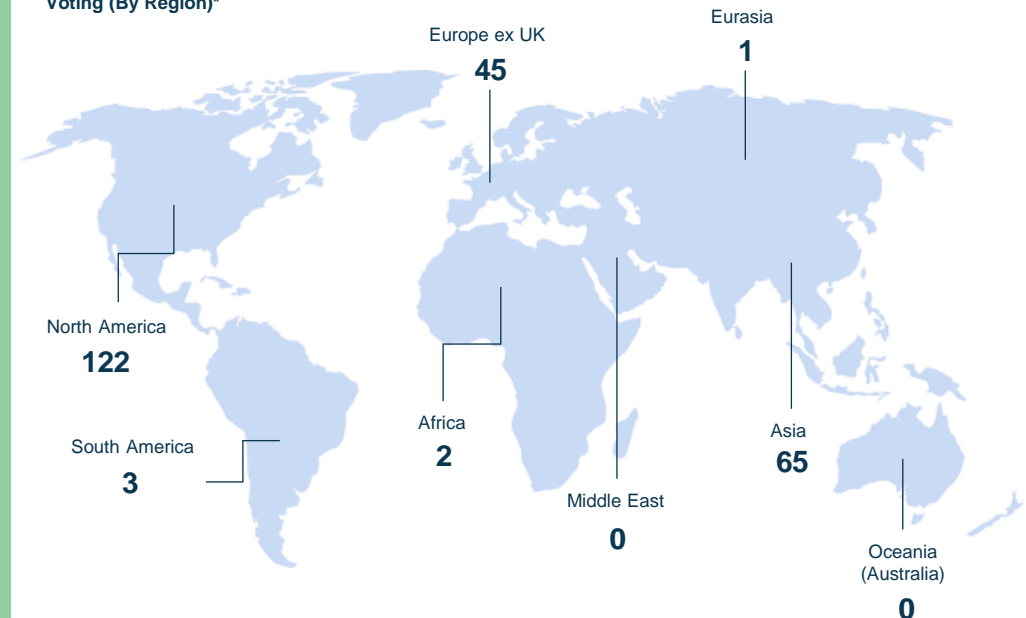 Voting (By Region)*
Eurasia
1
Europe ex UK
45
North America
122
South America
3
Africa
2
Middle East
0
Asia
65
Oceania
(Australia)
0